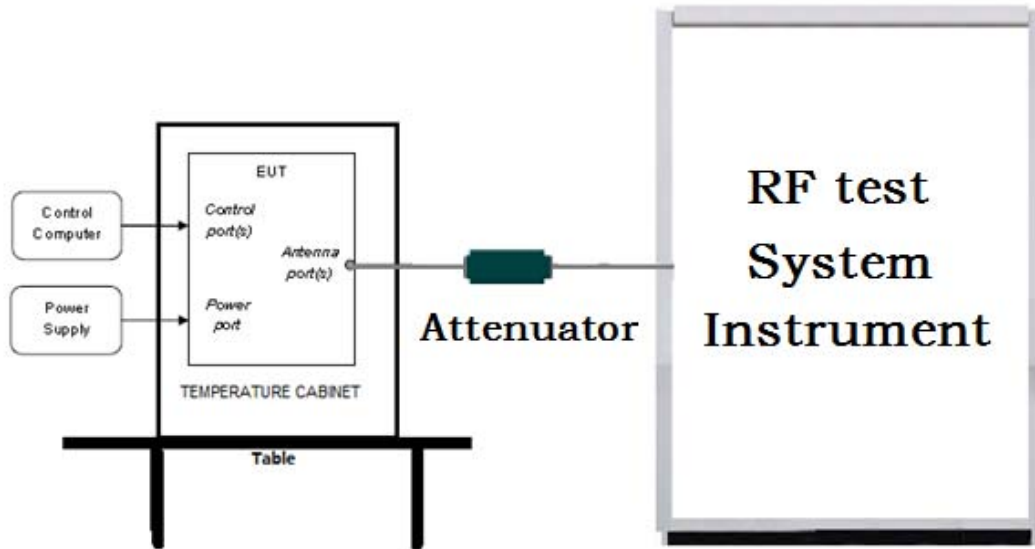 Control
Computer
Power
Supply
EUT
Control
port(s)
Antenna
port(s)
Power
port
TEMPERATURE CABINET
Table
Attenuator
RF test
System
Instrument